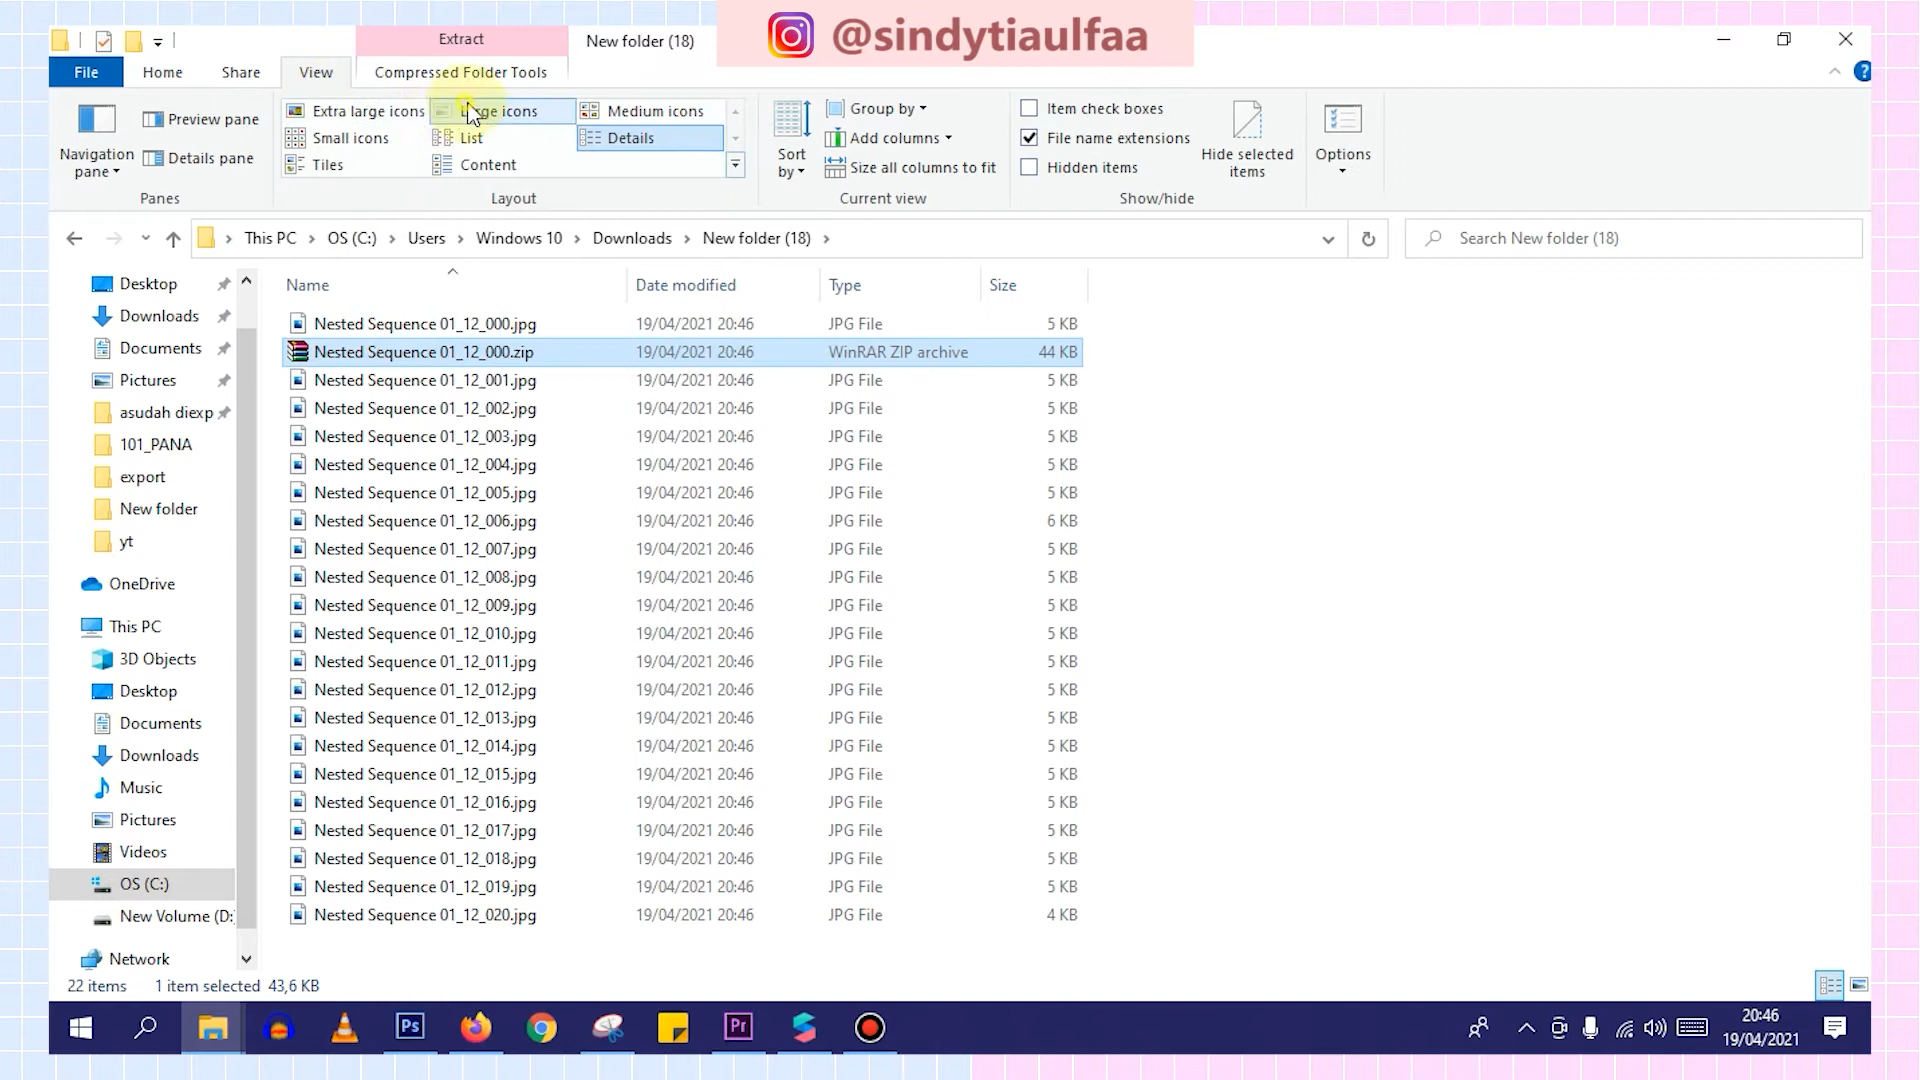 @sindytiaulfaa
Extract
New folder (18)
File
Home
Share
View
Compressed Folder Tools
Navigation pane
Preview pane
Details pane
Panes
Extra large icons
Large icons
Medium icons
Small icons
List
Details
Tiles
Content
Layout
Sort by
Group by
Add columns
Size all columns to fit
Current view
Item check boxes
File name extensions
Hidden items
Hide selected items
Show/hide
Options
This PC > OS (C:) > Users > Windows 10 > Downloads > New folder (18) >
Search New folder (18)
Desktop
Downloads
Documents
Pictures
asudah diexp
101_PANA
export
New folder
yt
OneDrive
This PC
3D Objects
Desktop
Documents
Downloads
Music
Pictures
Videos
OS (C:)
New Volume (D:
Network
Name Date modified Type Size
Nested Sequence 01_12_000.jpg 19/04/2021 20:46 JPG File 5 KB
Nested Sequence 01_12_000.zip 19/04/2021 20:46 WinRAR ZIP archive 44 KB
Nested Sequence 01_12_001.jpg 19/04/2021 20:46 JPG File 5 KB
Nested Sequence 01_12_002.jpg 19/04/2021 20:46 JPG File 5 KB
Nested Sequence 01_12_003.jpg 19/04/2021 20:46 JPG File 5 KB
Nested Sequence 01_12_004.jpg 19/04/2021 20:46 JPG File 5 KB
Nested Sequence 01_12_005.jpg 19/04/2021 20:46 JPG File 5 KB
Nested Sequence 01_12_006.jpg 19/04/2021 20:46 JPG File 6 KB
Nested Sequence 01_12_007.jpg 19/04/2021 20:46 JPG File 5 KB
Nested Sequence 01_12_008.jpg 19/04/2021 20:46 JPG File 5 KB
Nested Sequence 01_12_009.jpg 19/04/2021 20:46 JPG File 5 KB
Nested Sequence 01_12_010.jpg 19/04/2021 20:46 JPG File 5 KB
Nested Sequence 01_12_011.jpg 19/04/2021 20:46 JPG File 5 KB
Nested Sequence 01_12_012.jpg 19/04/2021 20:46 JPG File 5 KB
Nested Sequence 01_12_013.jpg 19/04/2021 20:46 JPG File 5 KB
Nested Sequence 01_12_014.jpg 19/04/2021 20:46 JPG File 5 KB
Nested Sequence 01_12_015.jpg 19/04/2021 20:46 JPG File 5 KB
Nested Sequence 01_12_016.jpg 19/04/2021 20:46 JPG File 5 KB
Nested Sequence 01_12_017.jpg 19/04/2021 20:46 JPG File 5 KB
Nested Sequence 01_12_018.jpg 19/04/2021 20:46 JPG File 5 KB
Nested Sequence 01_12_019.jpg 19/04/2021 20:46 JPG File 5 KB
Nested Sequence 01_12_020.jpg 19/04/2021 20:46 JPG File 4 KB
22 items 1 item selected 43,6 KB
Ps
Pr
20:46
19/04/2021